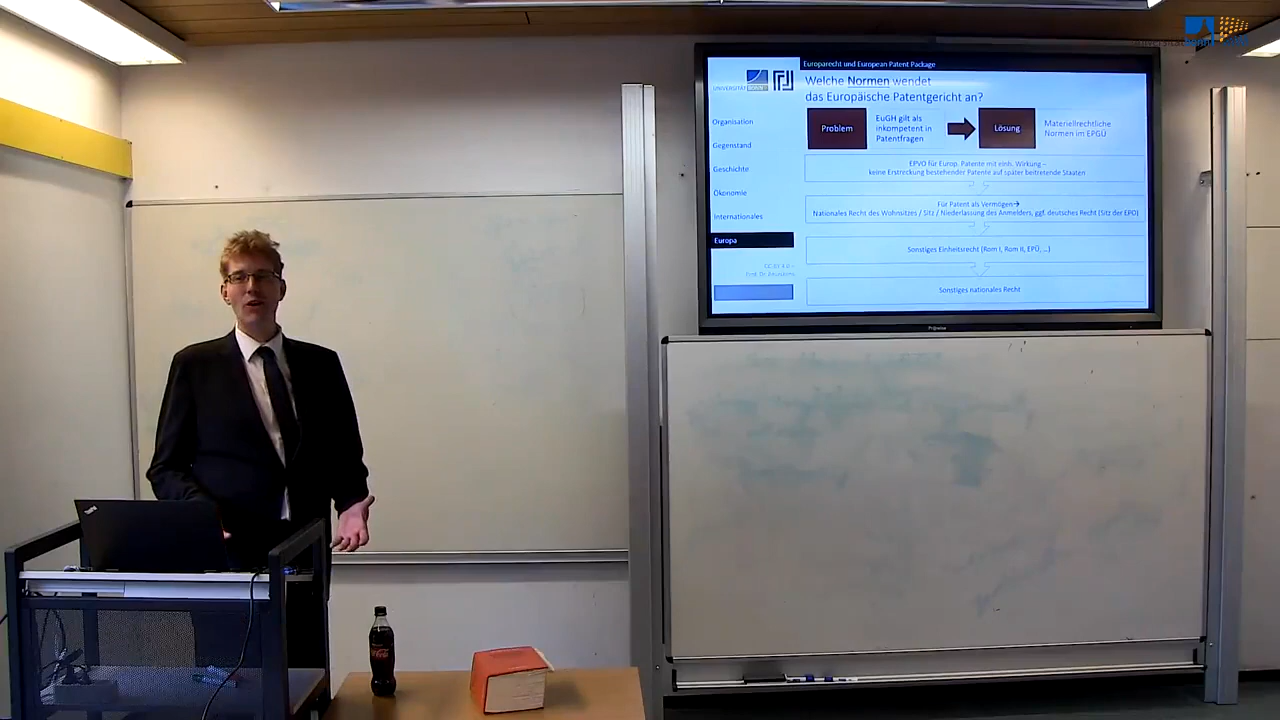 Europarecht und European Patent Package
Welche Normen wendet
das Europäische Patentgericht an?
UNIVERSITÄT BONN
Organisation
Gegenstand
Geschichte
Ökonomie
Internationales
Europa
Problem
EuGH gilt als
inkompetent in
Patentfragen
Lösung
Materiellrechtliche
Normen im EPGÜ
EPVO für Europ. Patente mit einh. Wirkung –
keine Erstreckung bestehender Patente auf später beitretende Staaten
Für Patent als Vermögen→
Nationales Recht des Wohnsitzes / Sitz / Niederlassung des Anmelders, ggf. deutsches Recht (Sitz der EPO)
Sonstiges Einheitsrecht (Rom I, Rom II, EPÜ, ...)
Sonstiges nationales Recht